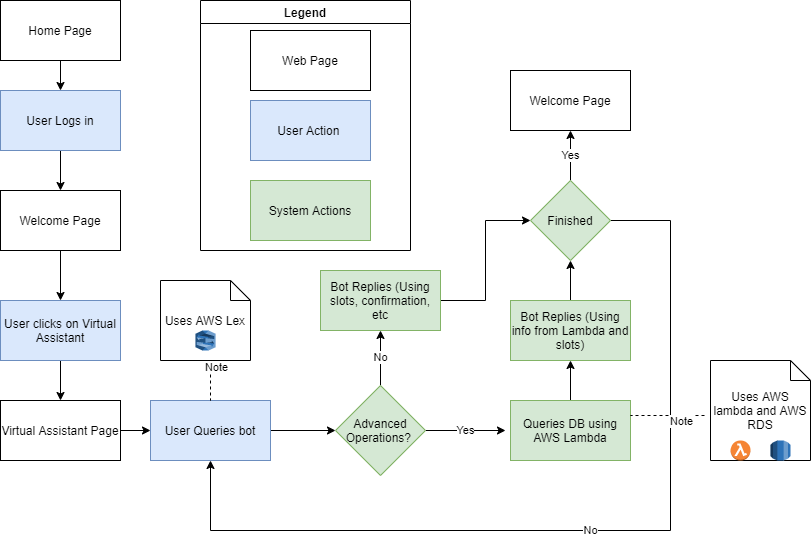 Home Page
User Logs in
Welcome Page
User clicks on Virtual
Assistant
Virtual Assistant Page
Legend
Web Page
User Action
System Actions
Uses AWS Lex
Note
User Queries bot
Advanced
Operations?
No
Bot Replies (Using
slots, confirmation,
etc
Yes
Queries DB using
AWS Lambda
Bot Replies (Using
info from Lambda and
slots)
Finished
Yes
Welcome Page
Note
Uses AWS
lambda and AWS
RDS
No